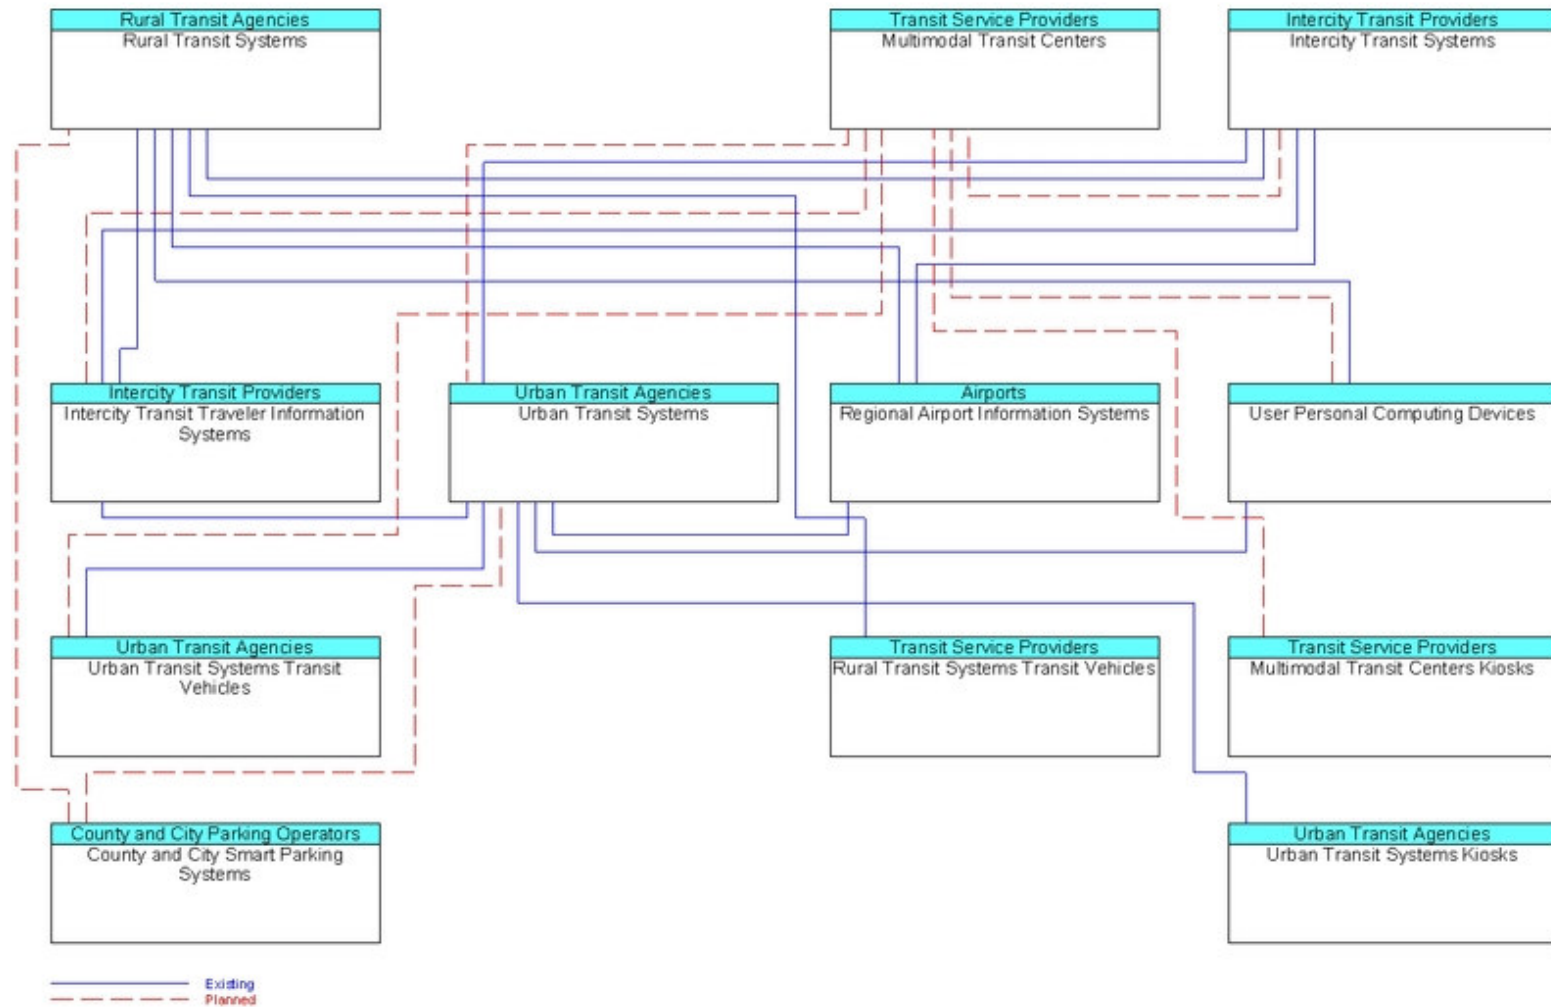 Rural Transit Agencies
Rural Transit Systems
Transit Service Providers
Multimodal Transit Centers
Intercity Transit Providers
Intercity Transit Systems
Intercity Transit Providers
Intercity Transit Traveler Information
Systems
Urban Transit Agencies
Urban Transit Systems
Airports
Regional Airport Information Systems
User Personal Computing Devices
Urban Transit Agencies
Urban Transit Systems Transit
Vehicles
Transit Service Providers
Rural Transit Systems Transit Vehicles
Transit Service Providers
Multimodal Transit Centers Kiosks
County and City Parking Operators
County and City Smart Parking
Systems
Urban Transit Agencies
Urban Transit Systems Kiosks
Existing
Planned